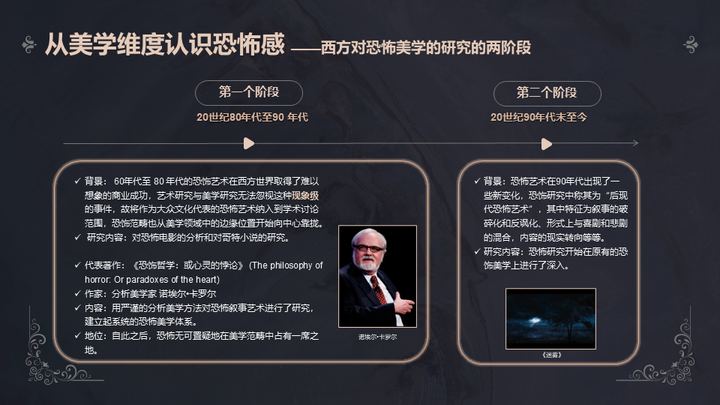 从美学维度认识恐怖感 ——西方对恐怖美学的研究的两阶段
第一个阶段
20世纪80年代至90 年代
第二个阶段
20世纪90年代末至今
✓ 背景： 60年代至 80 年代的恐饰艺术在西方世界取得了难以
想象的商业成功，艺术研究与美学研究无法忽视这种现象级
的事件，故将作为大众文化代表的恐怖艺术纳入到学术讨论
范围，恐饰范畴也从美学领域中的边缘位置开始向中心靠拢。
✓ 研究内容：对恐怖电影的分析和对哥特小说的研究。
✓ 代表著作：《恐饰哲学：或心灵的悖论》 (The philosophy of
horror: Or paradoxes of the heart)
✓ 作家：分析美学家 诺埃尔•卡罗尔
✓ 内容：用严谨的分析美学方法对恐怖叙事艺术进行了研究，
建立起系统的恐怖美学体系。
✓ 地位：自此之后，恐怖无可置疑地在美学范畴中占有一席之
地。
诺埃尔•卡罗尔
✓ 背景：恐怖艺术在90年代出现了一
些新变化，恐饰研究中称其为“后现
代恐怖艺术”，其中特征为叙事的破
碎化和反讽化、形式上与喜剧和悲剧
的混合，内容的现实转向等等。
✓ 研究内容：恐怖研究开始在原有的恐
饰美学上进行了深入。
《迷雾》